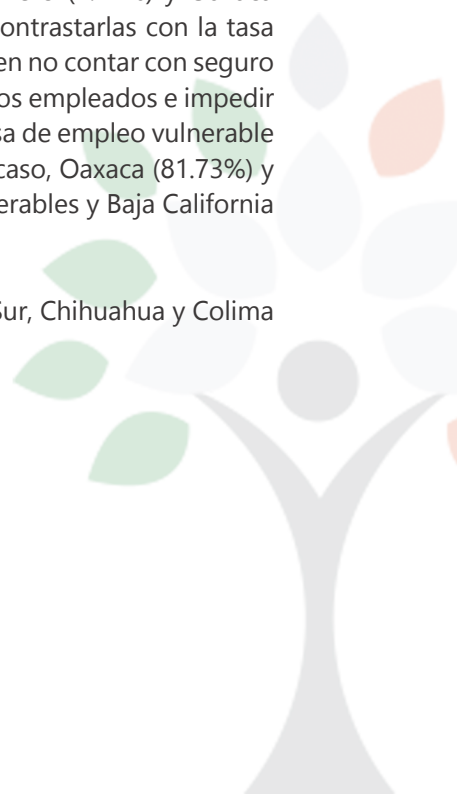 ontrastarlas con la tasa
en no contar con seguro
os empleados e impedir
sa de empleo vulnerable
caso, Oaxaca (81.73%) y
erables y Baja California
Sur, Chihuahua y Colima